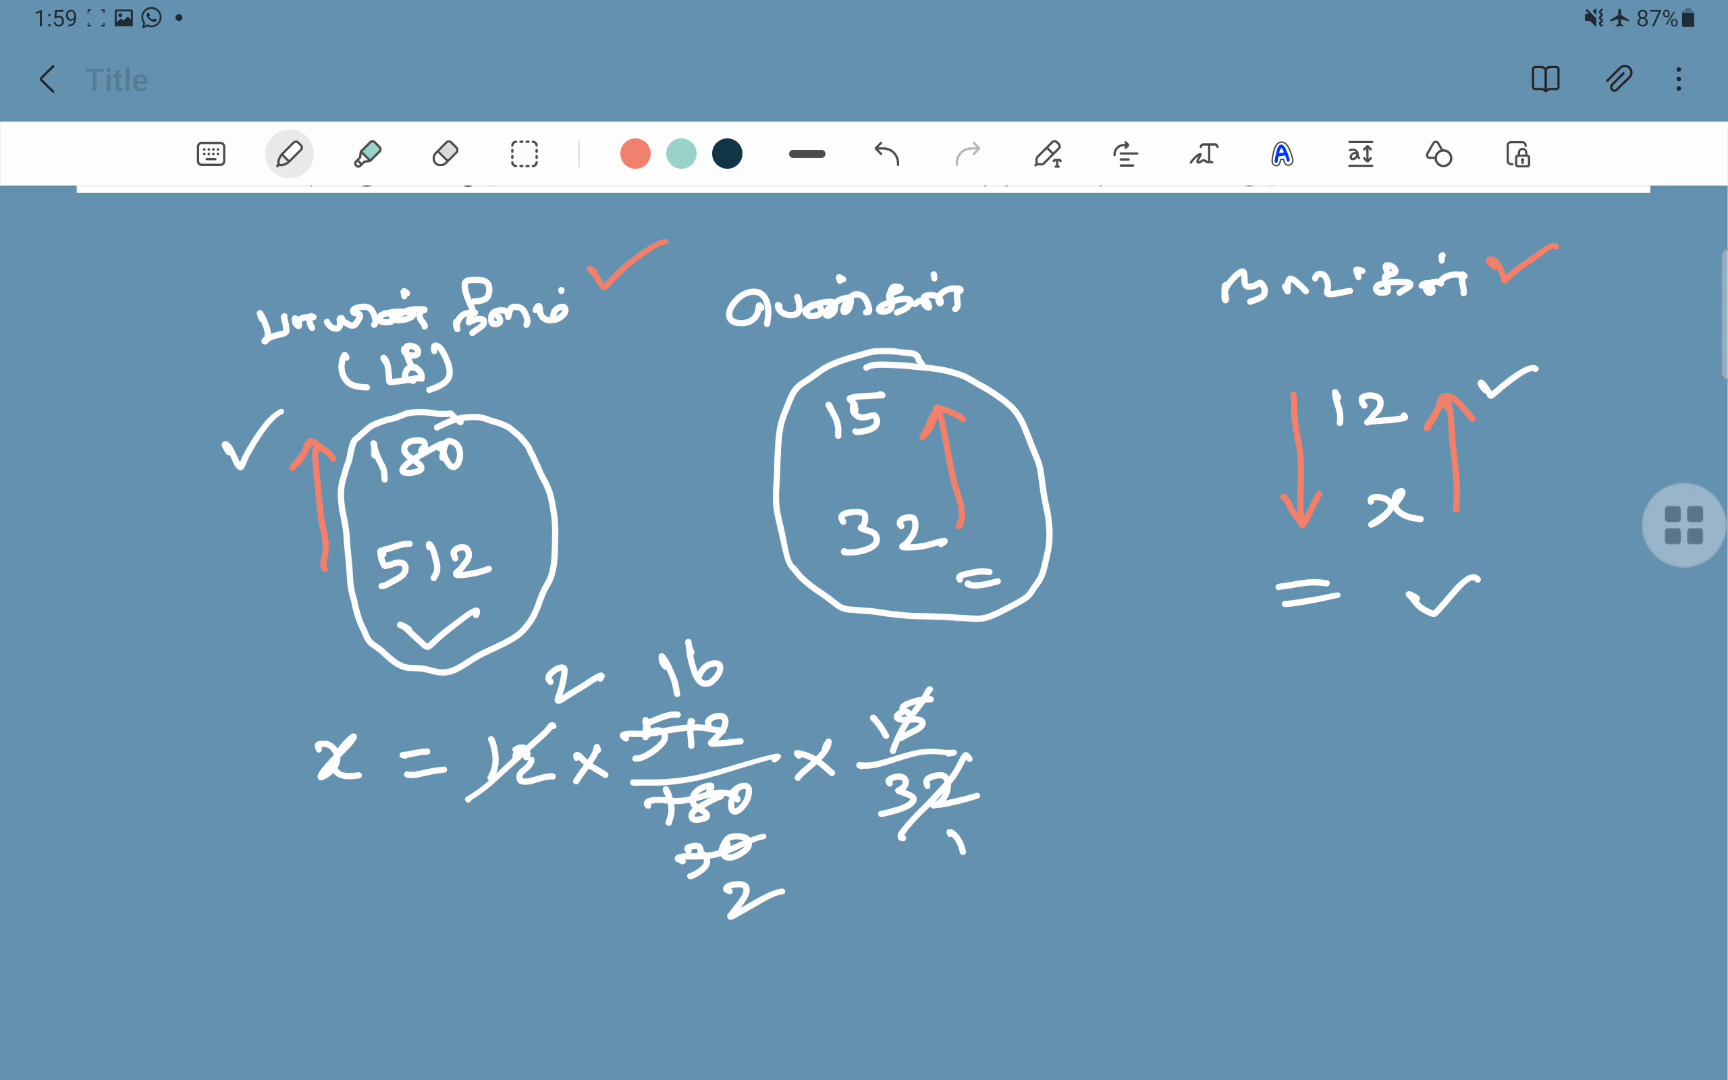 1:59
87%
Title
பாயின் நீளம் பெண்கள் நாட்கள்
(மீ)
180 15 12
512 32 x
=
=
2 16
x = 12 × 512/180 × 15/32
30 1
2